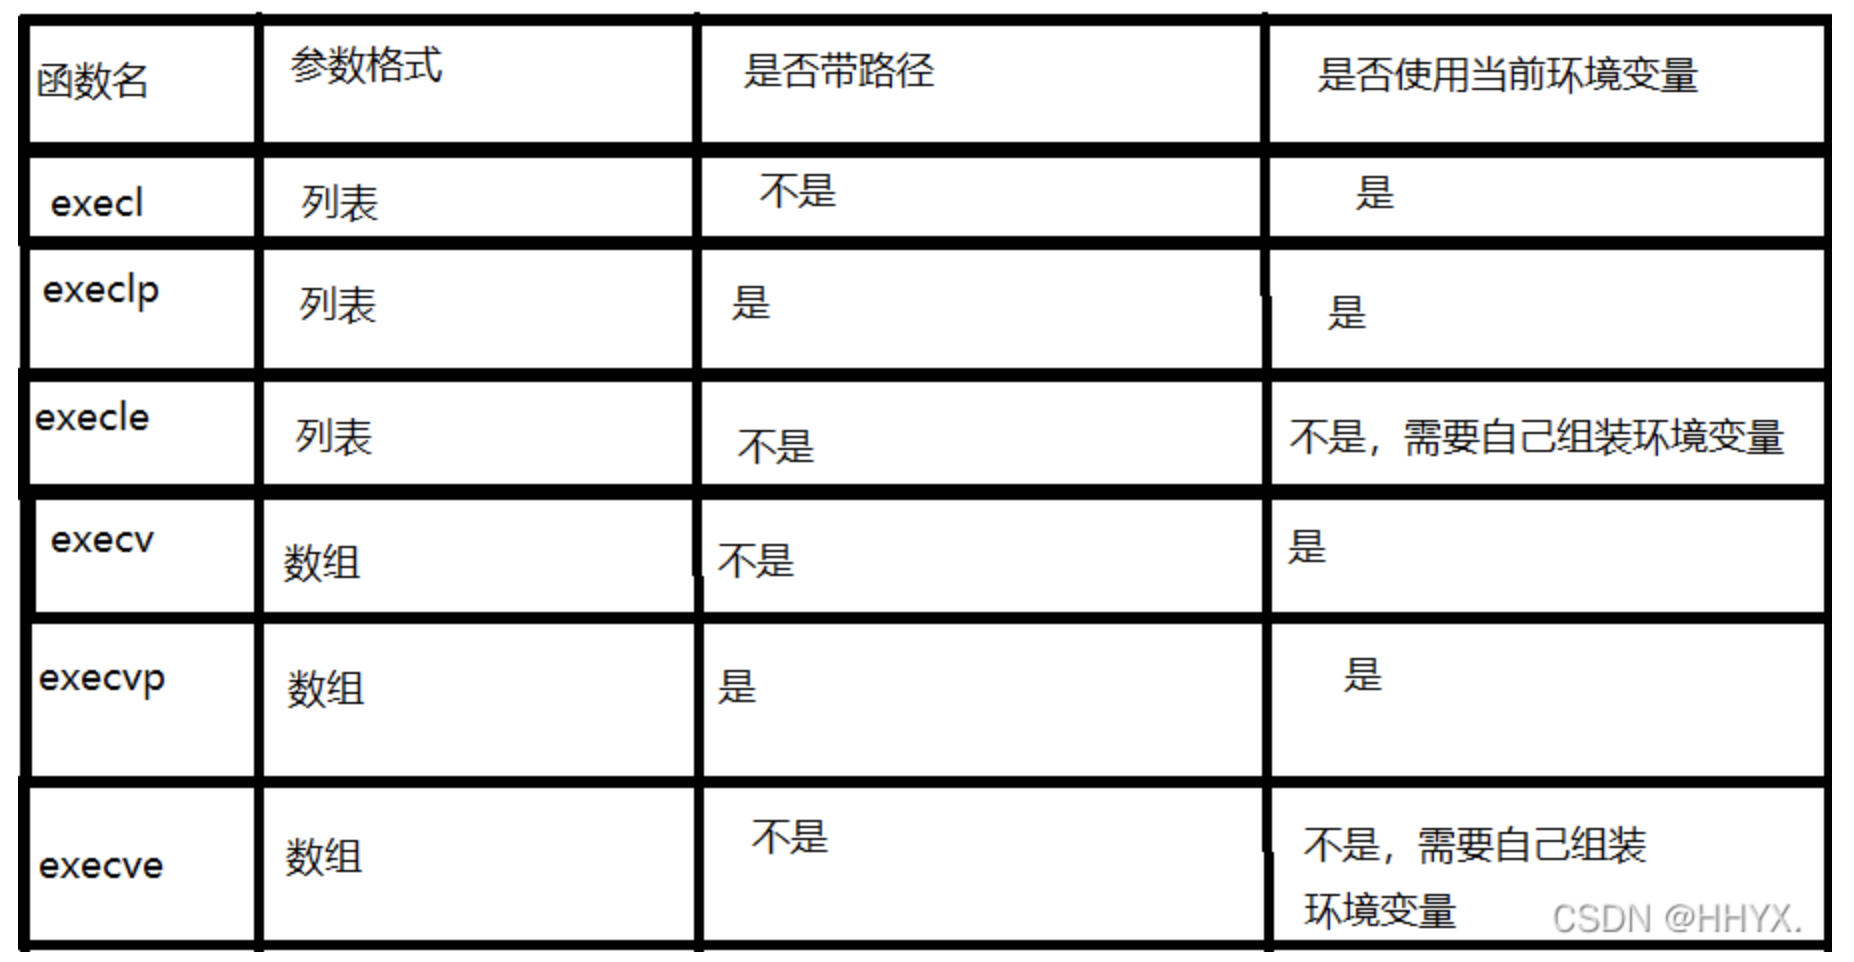 函数名 参数格式 是否带路径 是否使用当前环境变量
execl 列表 不是 是
execlp 列表 是 是
execle 列表 不是 不是，需要自己组装环境变量
execv 数组 不是 是
execvp 数组 是 是
execve 数组 不是 不是，需要自己组装
环境变量
CSDN @HHYX.